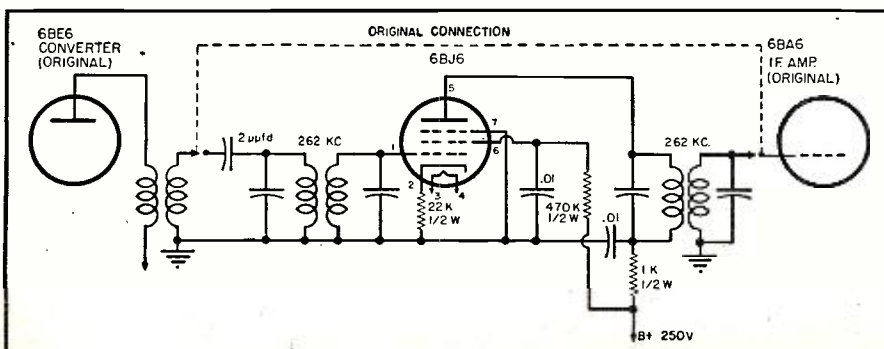 ORIGINAL CONNECTION
6BE6
CONVERTER
(ORIGINAL)
6BJ6
6BA6
I.F. AMP.
(ORIGINAL)
5
7
6
1
2
3
4
2 μμfd
262 KC
22 K
1/2 W
.01
470 K
1/2 W
.01
262 KC.
1 K
1/2 W
B+ 250V